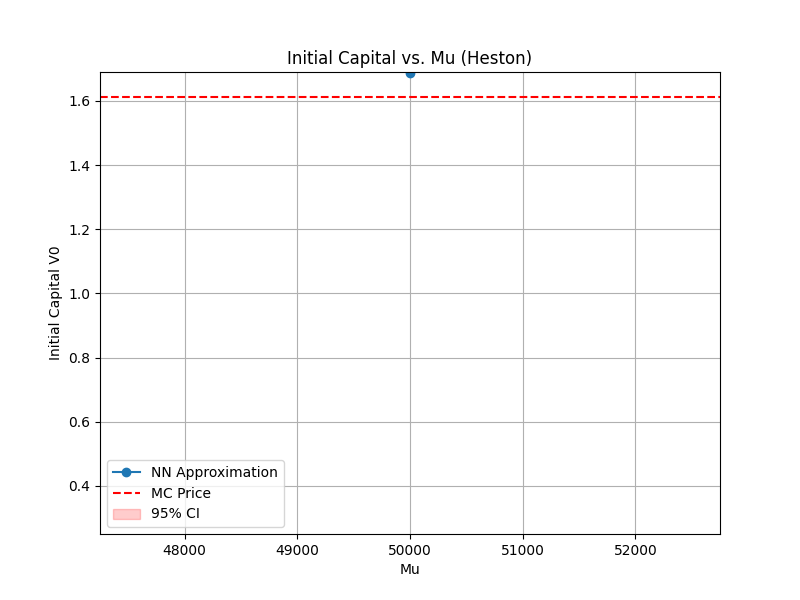 Initial Capital vs. Mu (Heston)
1.6
1.4
1.2
1.0
0.8
0.6
0.4
Initial Capital V0
NN Approximation
MC Price
95% CI
48000 49000 50000 51000 52000
Mu